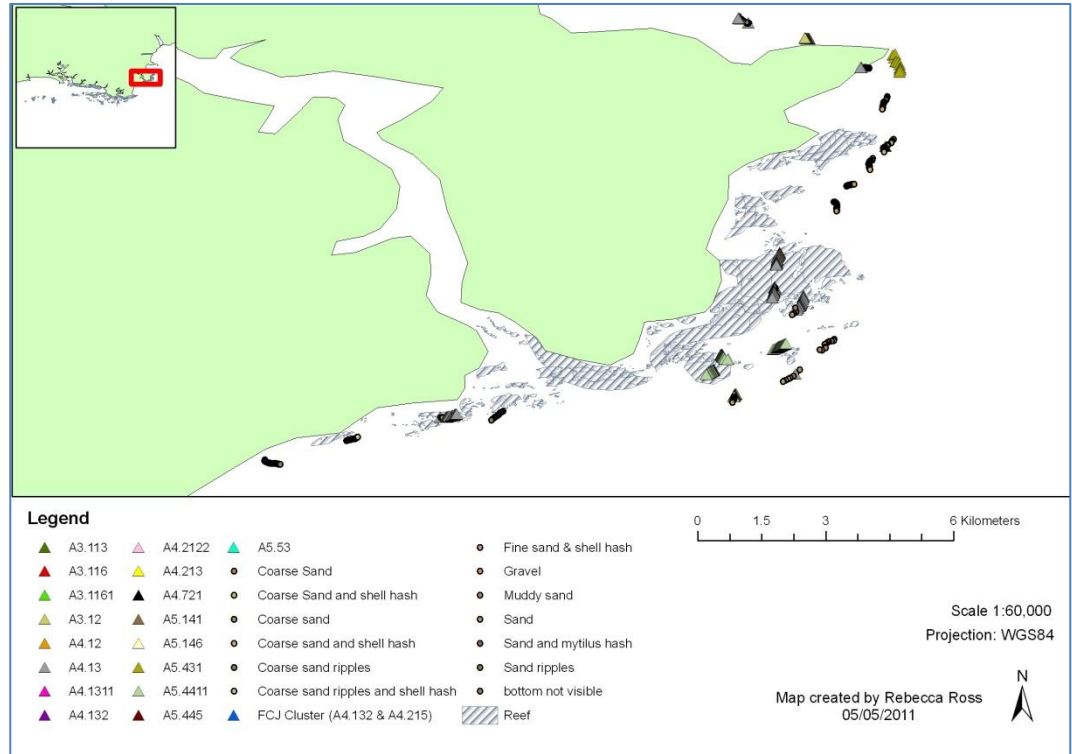 Legend
A3.113
A3.116
A3.1161
A3.12
A4.12
A4.13
A4.1311
A4.132
A4.2122
A4.213
A4.721
A5.141
A5.146
A5.431
A5.4411
A5.445
A5.53
Coarse Sand
Coarse Sand and shell hash
Coarse sand
Coarse sand and shell hash
Coarse sand ripples
Coarse sand ripples and shell hash
FCJ Cluster (A4.132 & A4.215)
Fine sand & shell hash
Gravel
Muddy sand
Sand
Sand and mytilus hash
Sand ripples
bottom not visible
Reef
0 1.5 3 6 Kilometers
Scale 1:60,000
Projection: WGS84
N
Map created by Rebecca Ross
05/05/2011